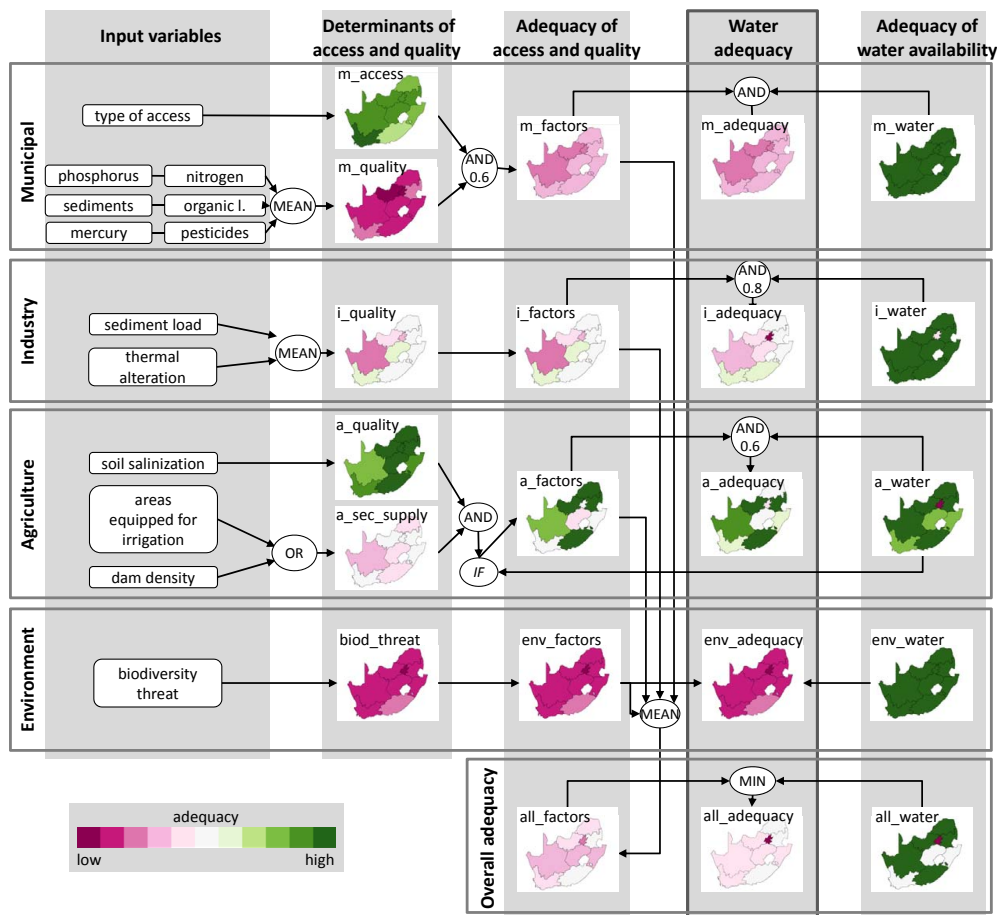 Input variables
Determinants of
access and quality
Adequacy of
access and quality
Water
adequacy
Adequacy of
water availability
Municipal
type of access
phosphorus
nitrogen
sediments
organic l.
mercury
pesticides
MEAN
m_access
m_quality
AND
0.6
m_factors
AND
m_adequacy
m_water
Industry
sediment load
thermal
alteration
MEAN
i_quality
i_factors
AND
0.8
i_adequacy
i_water
Agriculture
soil salinization
areas
equipped for
irrigation
dam density
OR
a_quality
a_sec_supply
AND
IF
a_factors
AND
0.6
a_adequacy
a_water
Environment
biodiversity
threat
biod_threat
env_factors
MEAN
env_adequacy
env_water
Overall adequacy
all_factors
MIN
all_adequacy
all_water
adequacy
low
high